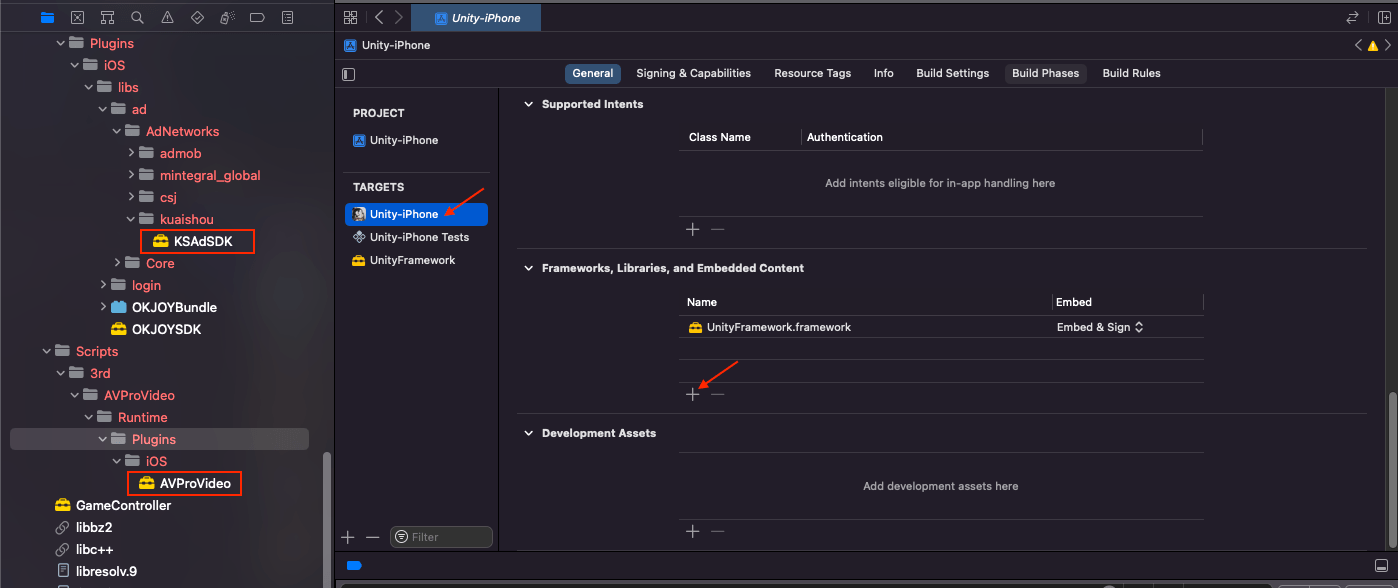 Plugins
iOS
libs
ad
AdNetworks
admob
mintegral_global
csj
kuaishou
KSAdSDK
Core
login
OKJOYBundle
OKJOYSDK
Scripts
3rd
AVProVideo
Runtime
Plugins
iOS
AVProVideo
GameController
libbz2
libc++
libresolv.9
Unity-iPhone
Unity-iPhone
General Signing & Capabilities Resource Tags Info Build Settings Build Phases Build Rules
PROJECT
Unity-iPhone
TARGETS
Unity-iPhone
Unity-iPhone Tests
UnityFramework
Filter
Supported Intents
Class Name Authentication
Add intents eligible for in-app handling here
Frameworks, Libraries, and Embedded Content
Name Embed
UnityFramework.framework Embed & Sign
Development Assets
Add development assets here